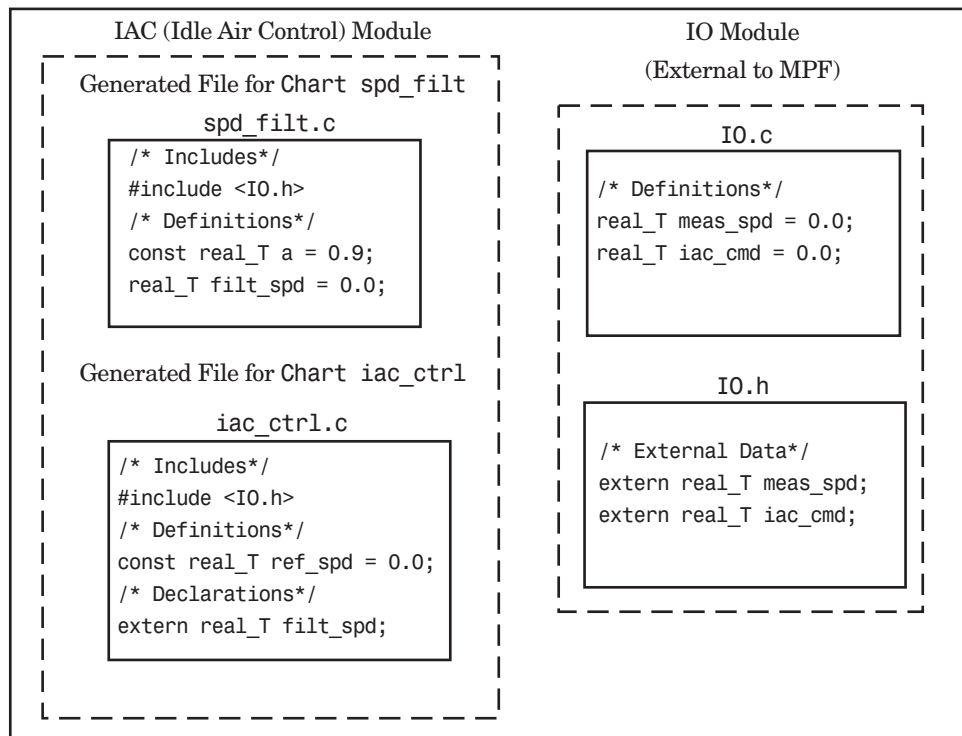 IAC (Idle Air Control) Module
Generated File for Chart spd_filt
spd_filt.c
/* Includes*/
#include <IO.h>
/* Definitions*/
const real_T a = 0.9;
real_T filt_spd = 0.0;
Generated File for Chart iac_ctrl
iac_ctrl.c
/* Includes*/
#include <IO.h>
/* Definitions*/
const real_T ref_spd = 0.0;
/* Declarations*/
extern real_T filt_spd;
IO Module
(External to MPF)
IO.c
/* Definitions*/
real_T meas_spd = 0.0;
real_T iac_cmd = 0.0;
IO.h
/* External Data*/
extern real_T meas_spd;
extern real_T iac_cmd;